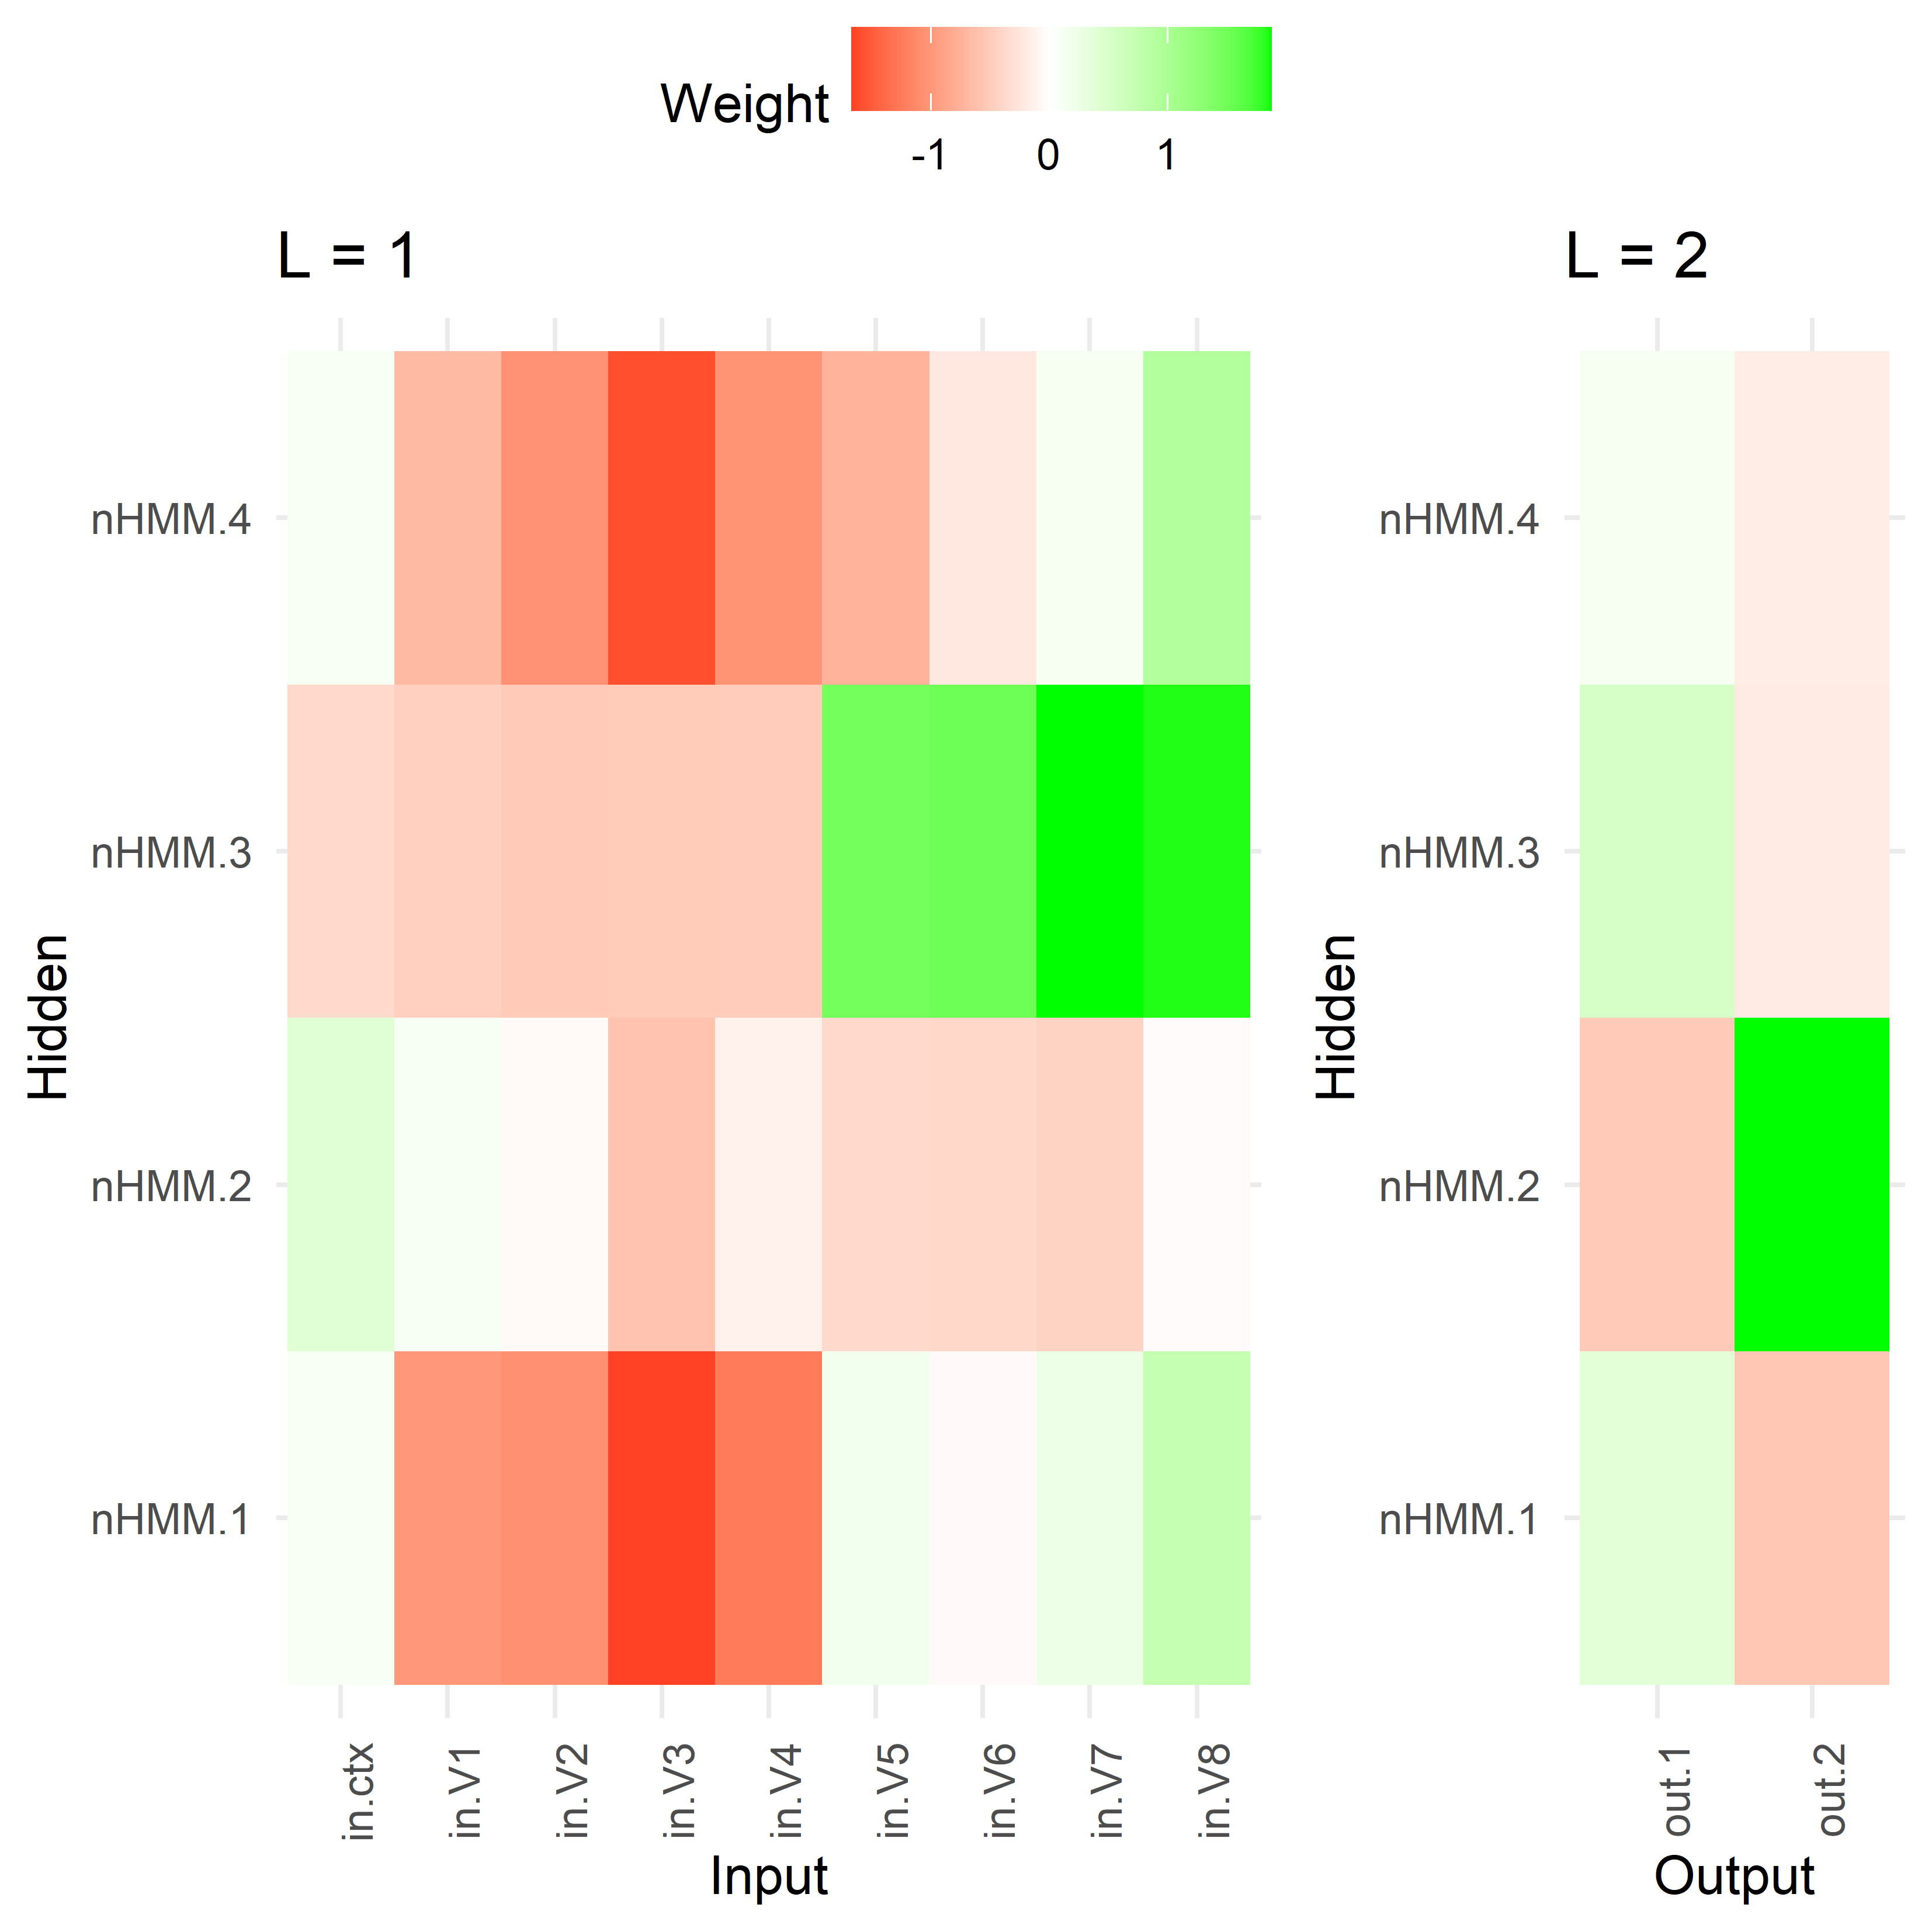 Weight
-1 0 1
L = 1
L = 2
nHMM.4
nHMM.3
nHMM.2
nHMM.1
Hidden
in.ctx
in.V1
in.V2
in.V3
in.V4
in.V5
in.V6
in.V7
in.V8
Input
nHMM.4
nHMM.3
nHMM.2
nHMM.1
Hidden
out.1
out.2
Output